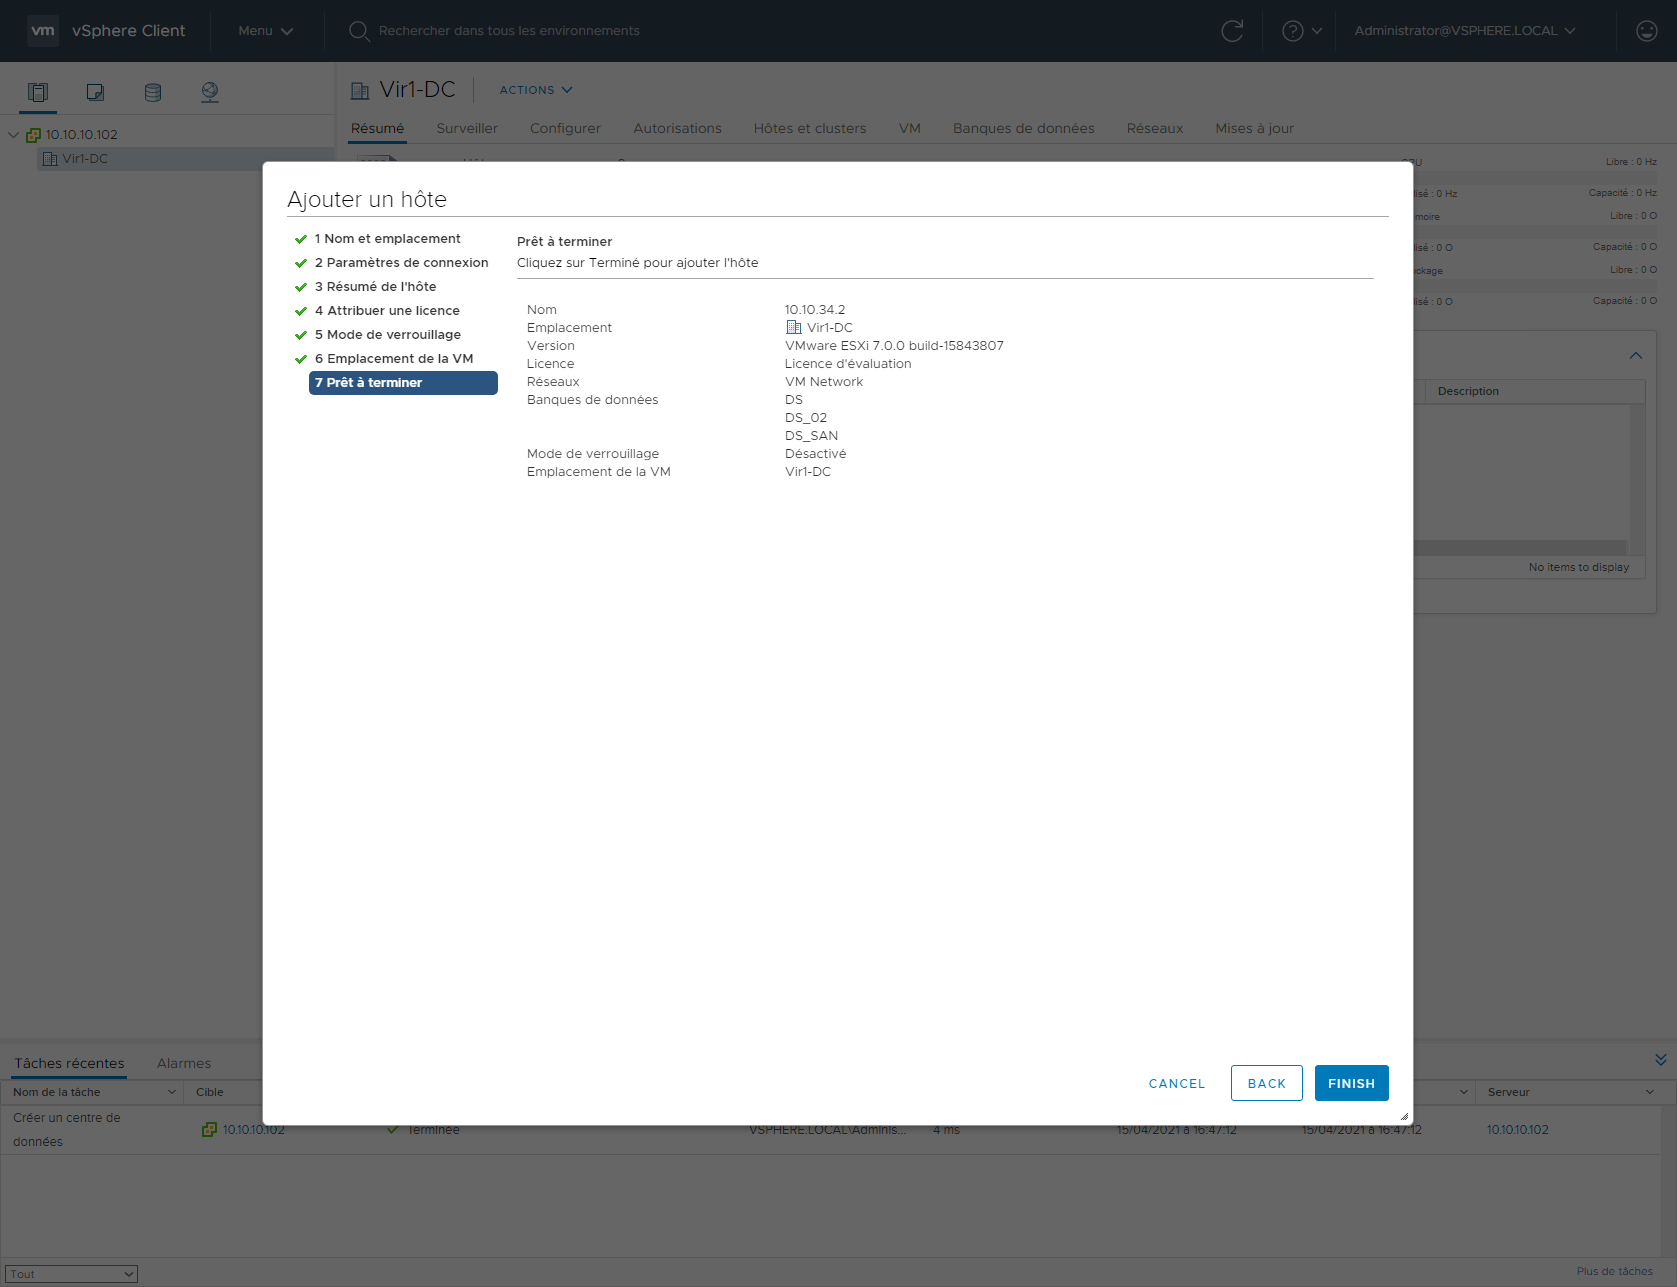 vm vSphere Client Menu Rechercher dans tous les environnements Administrator@VSPHERE.LOCAL
Vir1-DC ACTIONS
10.10.10.102
Vir1-DC
Résumé Surveiller Configurer Autorisations Hôtes et clusters VM Banques de données Réseaux Mises à jour
Libre : 0 Hz
0 Hz Capacité : 0 Hz
Libre : 0 O
0 O Capacité : 0 O
Libre : 0 O
0 O Capacité : 0 O
Description
No items to display
Ajouter un hôte
1 Nom et emplacement
2 Paramètres de connexion
3 Résumé de l'hôte
4 Attribuer une licence
5 Mode de verrouillage
6 Emplacement de la VM
7 Prêt à terminer
Prêt à terminer
Cliquez sur Terminé pour ajouter l'hôte
Nom 10.10.34.2
Emplacement Vir1-DC
Version VMware ESXi 7.0.0 build-15843807
Licence Licence d'évaluation
Réseaux VM Network
Banques de données DS
DS_02
DS_SAN
Mode de verrouillage Désactivé
Emplacement de la VM Vir1-DC
CANCEL BACK FINISH
Tâches récentes Alarmes
Nom de la tâche Cible Serveur
Créer un centre de
données
10.10.10.102 Terminée VSPHERE.LOCAL\Adminis... 4 ms 15/04/2021 à 16:47:12 15/04/2021 à 16:47:12 10.10.10.102
Tout Plus de tâches